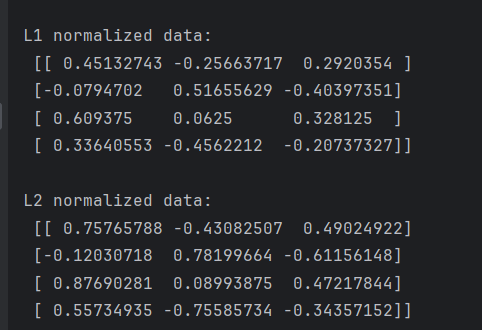 L1 normalized data:
[[ 0.45132743 -0.25663717  0.2920354 ]
[-0.0794702   0.51655629 -0.40397351]
[ 0.609375    0.0625      0.328125  ]
[ 0.33640553 -0.4562212  -0.20737327]]
L2 normalized data:
[[ 0.75765788 -0.43082507  0.49024922]
[-0.12030718  0.78199664 -0.61156148]
[ 0.87690281  0.08993875  0.47217844]
[ 0.55734935 -0.75585734 -0.34357152]]